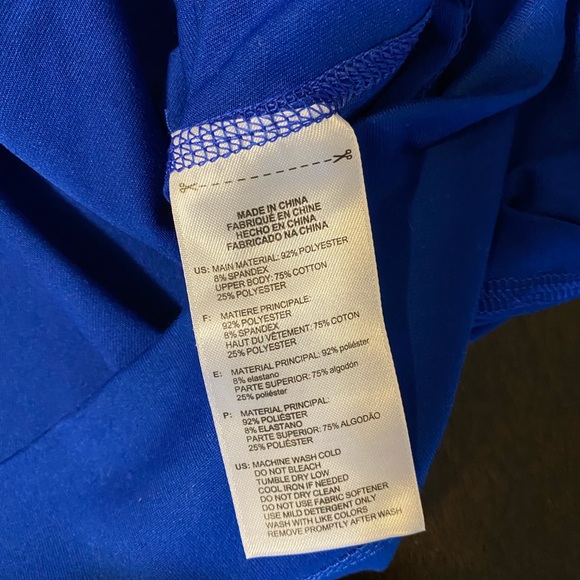 MADE IN CHINA
FABRIQUÉ EN CHINE
HECHO EN CHINA
FABRICADO NA CHINA
US: MAIN MATERIAL: 92% POLYESTER
8% SPANDEX
UPPER BODY: 75% COTTON
25% POLYESTER
F: MATIERE PRINCIPALE:
92% POLYESTER
8% SPANDEX
HAUT DU VÊTEMENT: 75% COTON
25% POLYESTER
E: MATERIAL PRINCIPAL: 92% poliéster
8% elastano
PARTE SUPERIOR: 75% algodón
25% poliéster
P: MATERIAL PRINCIPAL:
92% POLIÉSTER
8% ELASTANO
PARTE SUPERIOR: 75% ALGODÃO
25% POLIÉSTER
US: MACHINE WASH COLD
DO NOT BLEACH
TUMBLE DRY LOW
COOL IRON IF NEEDED
DO NOT DRY CLEAN
DO NOT USE FABRIC SOFTENER
USE MILD DETERGENT ONLY
WASH WITH LIKE COLORS
REMOVE PROMPTLY AFTER WASH